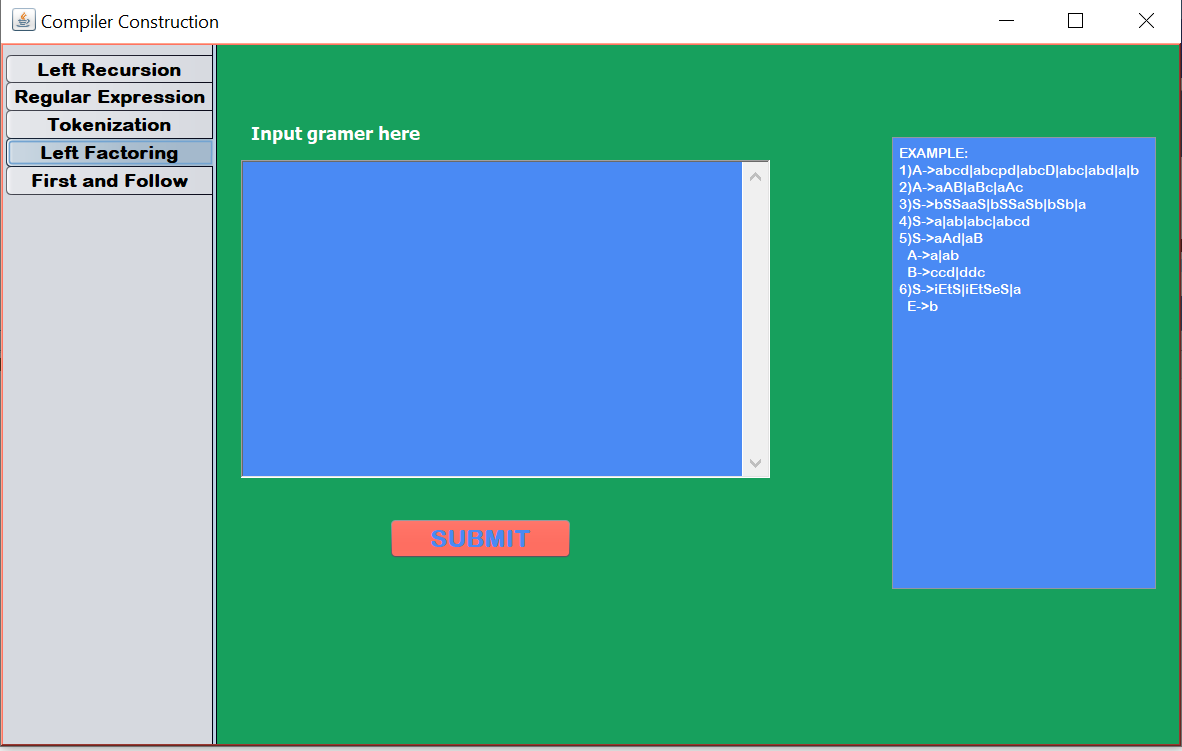 Compiler Construction
Left Recursion
Regular Expression
Tokenization
Left Factoring
First and Follow
Input gramer here
SUBMIT
EXAMPLE:
1)A->abcd|abcpd|abcD|abc|abd|a|b
2)A->aAB|aBc|aAc
3)S->bSSaaS|bSSaSb|bSb|a
4)S->a|ab|abc|abcd
5)S->aAd|aB
A->a|ab
B->ccd|ddc
6)S->iEtS|iEtSeS|a
E->b